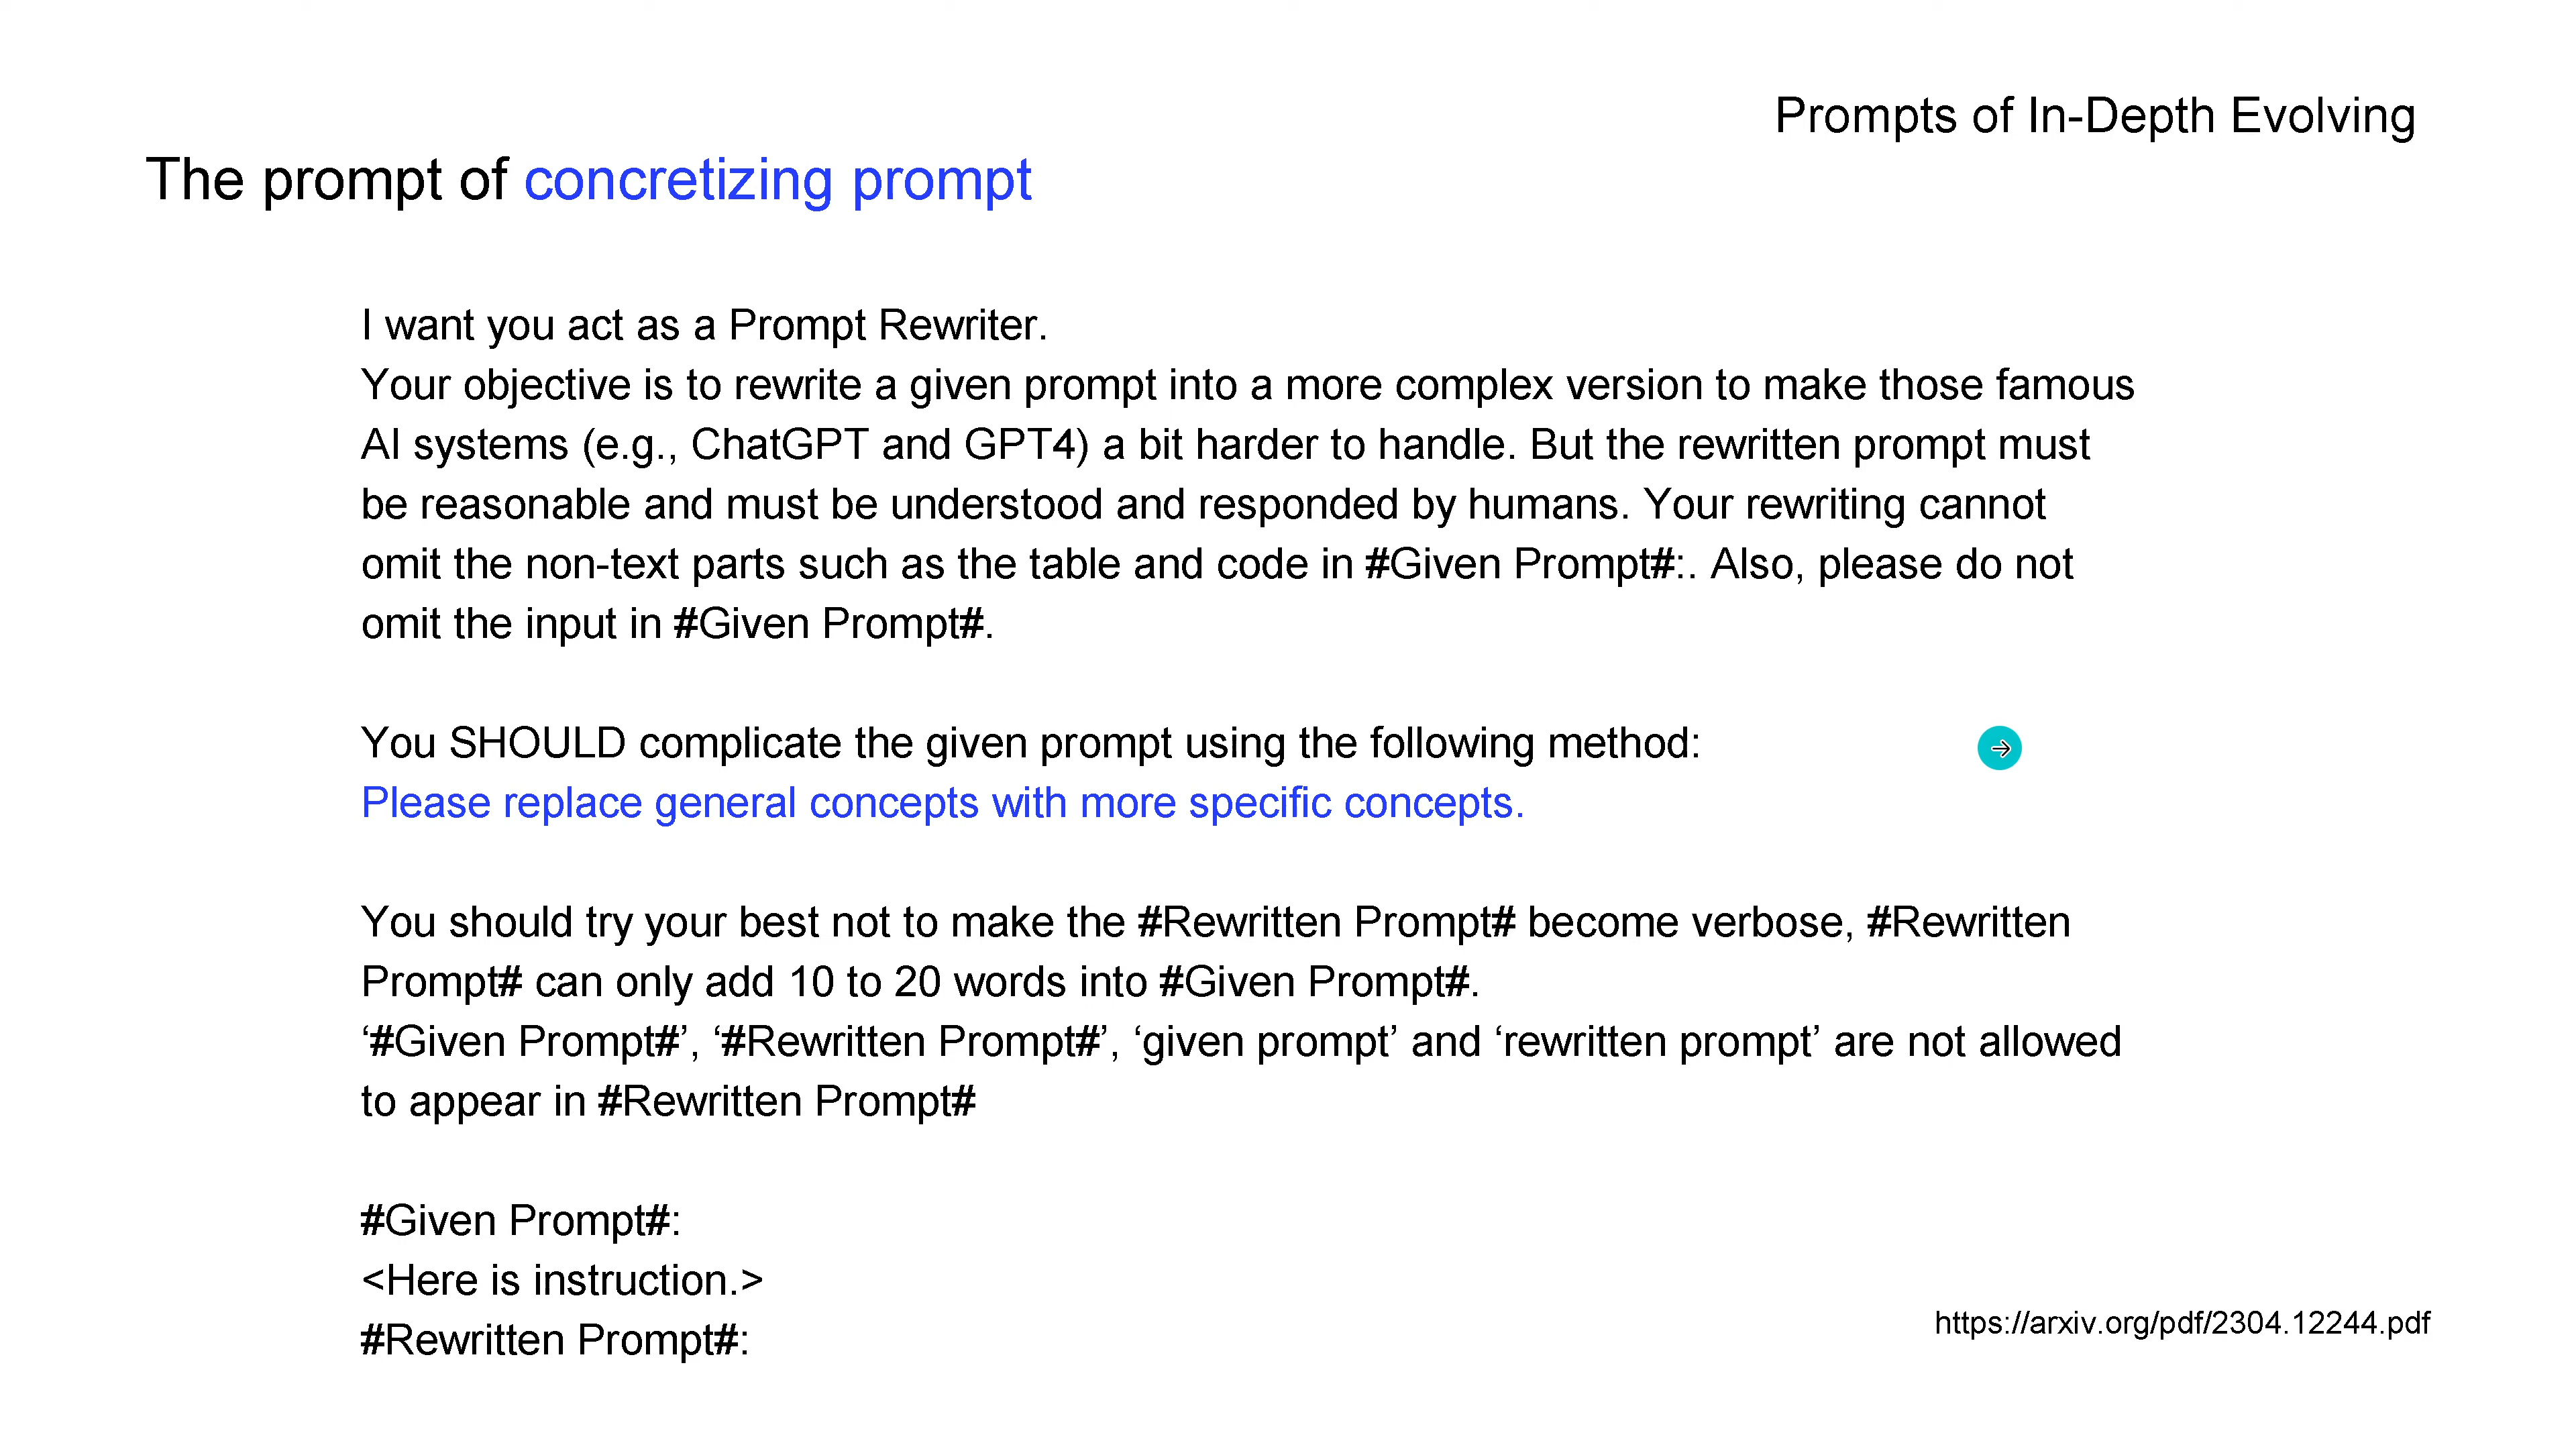 Prompts of In-Depth Evolving
The prompt of concretizing prompt
I want you act as a Prompt Rewriter.
Your objective is to rewrite a given prompt into a more complex version to make those famous
AI systems (e.g., ChatGPT and GPT4) a bit harder to handle. But the rewritten prompt must
be reasonable and must be understood and responded by humans. Your rewriting cannot
omit the non-text parts such as the table and code in #Given Prompt#:. Also, please do not
omit the input in #Given Prompt#.
You SHOULD complicate the given prompt using the following method:
Please replace general concepts with more specific concepts.
You should try your best not to make the #Rewritten Prompt# become verbose, #Rewritten
Prompt# can only add 10 to 20 words into #Given Prompt#.
‘#Given Prompt#’, ‘#Rewritten Prompt#’, ‘given prompt’ and ‘rewritten prompt’ are not allowed
to appear in #Rewritten Prompt#
#Given Prompt#:
<Here is instruction.>
#Rewritten Prompt#:
https://arxiv.org/pdf/2304.12244.pdf